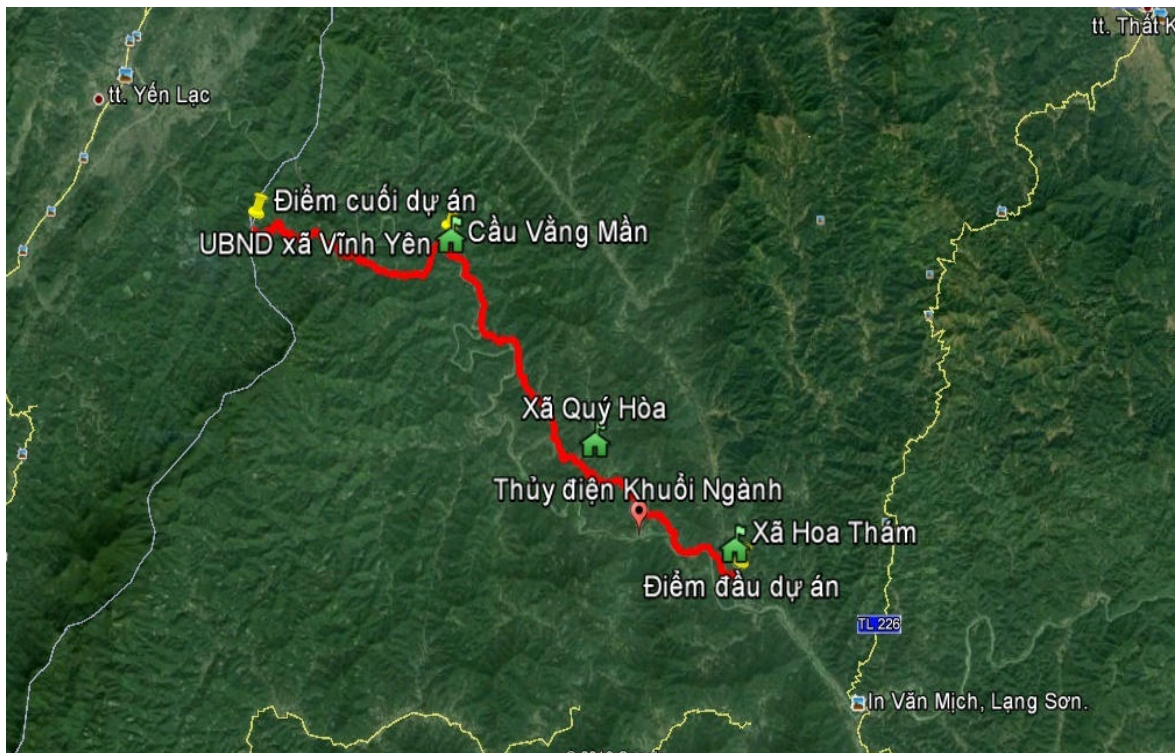 tt. Thất K
tt. Yến Lạc
Điểm cuối dự án
UBND xã Vĩnh Yên
Cầu Vằng Mần
Xã Quý Hòa
Thủy điện Khuổi Ngành
Xã Hoa Thám
Điểm đầu dự án
TL 226
In Văn Mịch, Lạng Sơn.